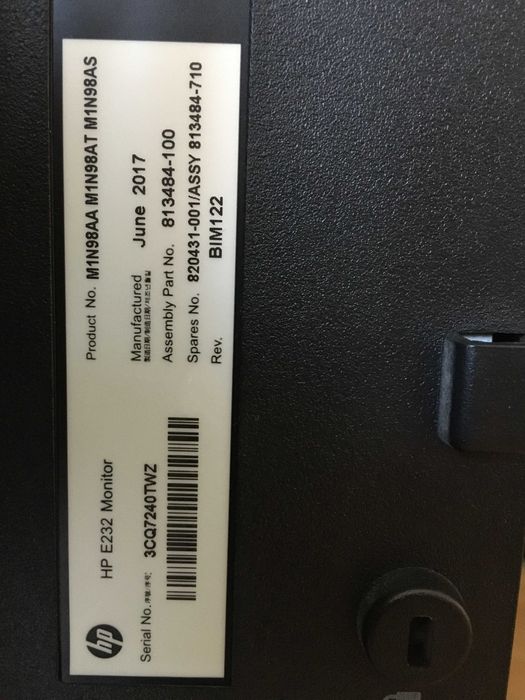 hp
HP E232 Monitor
Serial No.
3CQ7240TWZ
Product No. M1N98AA M1N98AT M1N98AS
Manufactured June 2017
Assembly Part No. 813484-100
Spares No. 820431-001/ASSY 813484-710
Rev. BIM122